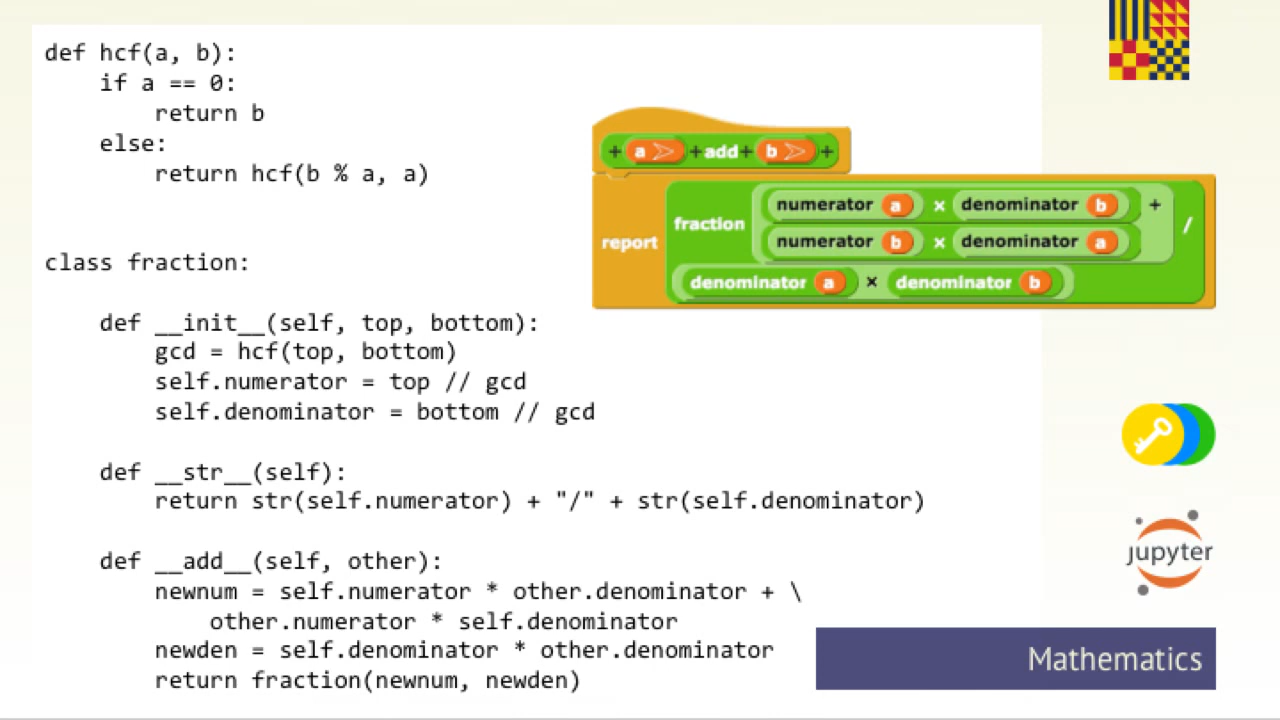 def hcf(a, b):
    if a == 0:
        return b
    else:
        return hcf(b % a, a)
class fraction:
    def __init__(self, top, bottom):
        gcd = hcf(top, bottom)
        self.numerator = top // gcd
        self.denominator = bottom // gcd
    def __str__(self):
        return str(self.numerator) + "/" + str(self.denominator)
    def __add__(self, other):
        newnum = self.numerator * other.denominator + \
            other.numerator * self.denominator
        newden = self.denominator * other.denominator
        return fraction(newnum, newden)
+ a > + add + b > +
numerator a × denominator b +
fraction /
numerator b × denominator a
report
denominator a × denominator b
jupyter
Mathematics